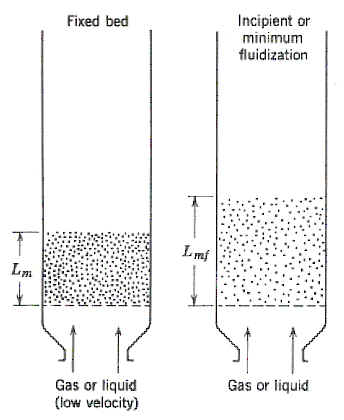 Fixed bed
Incipient or
minimum
fluidization
Lm
Lmf
Gas or liquid
(low velocity)
Gas or liquid